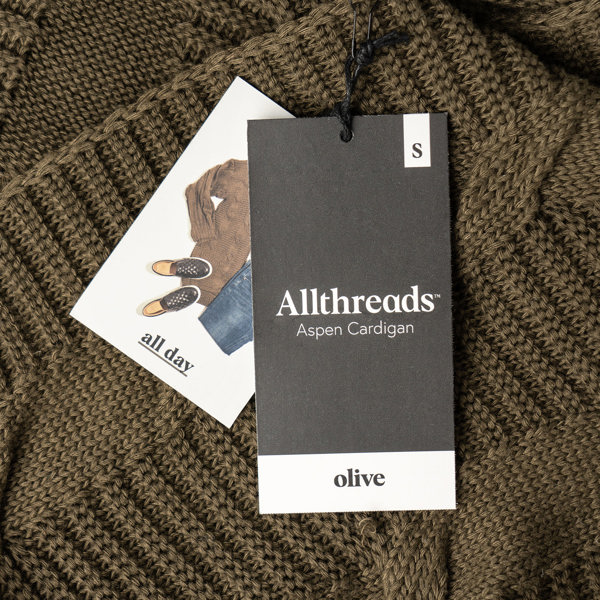 S
Allthreads™
Aspen Cardigan
olive
all day